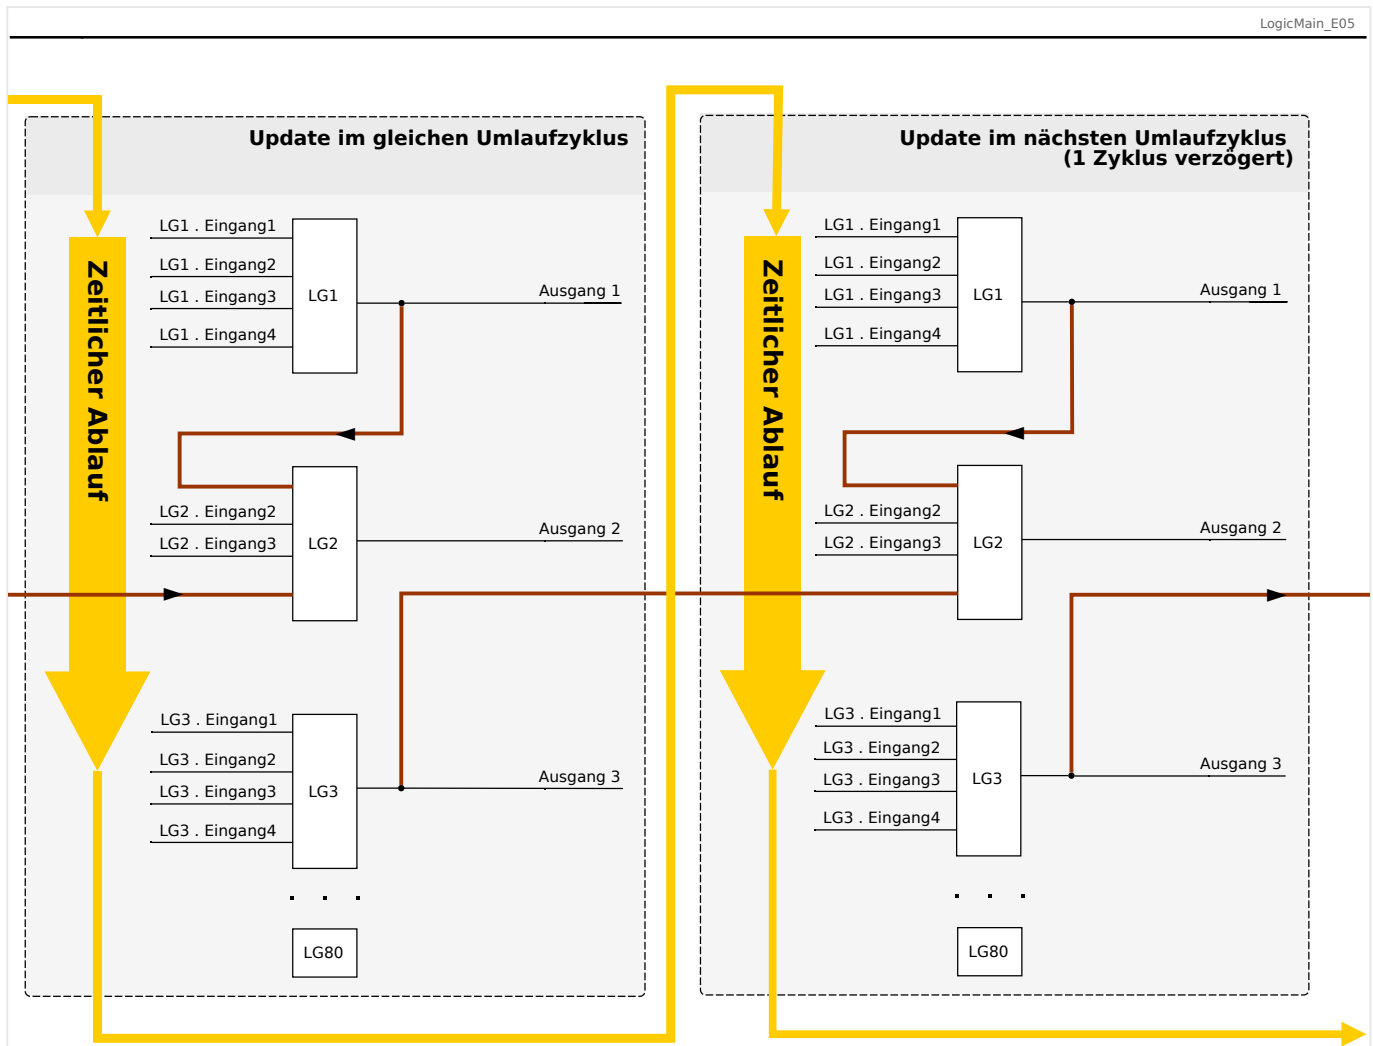 LogicMain_E05
Update im gleichen Umlaufzyklus
Zeitlicher Ablauf
LG1 . Eingang1
LG1 . Eingang2
LG1 . Eingang3
LG1 . Eingang4
LG1
Ausgang 1
LG2 . Eingang2
LG2 . Eingang3
LG2
Ausgang 2
LG3 . Eingang1
LG3 . Eingang2
LG3 . Eingang3
LG3 . Eingang4
LG3
Ausgang 3
. . .
LG80
Update im nächsten Umlaufzyklus
(1 Zyklus verzögert)
Zeitlicher Ablauf
LG1 . Eingang1
LG1 . Eingang2
LG1 . Eingang3
LG1 . Eingang4
LG1
Ausgang 1
LG2 . Eingang2
LG2 . Eingang3
LG2
Ausgang 2
LG3 . Eingang1
LG3 . Eingang2
LG3 . Eingang3
LG3 . Eingang4
LG3
Ausgang 3
. . .
LG80